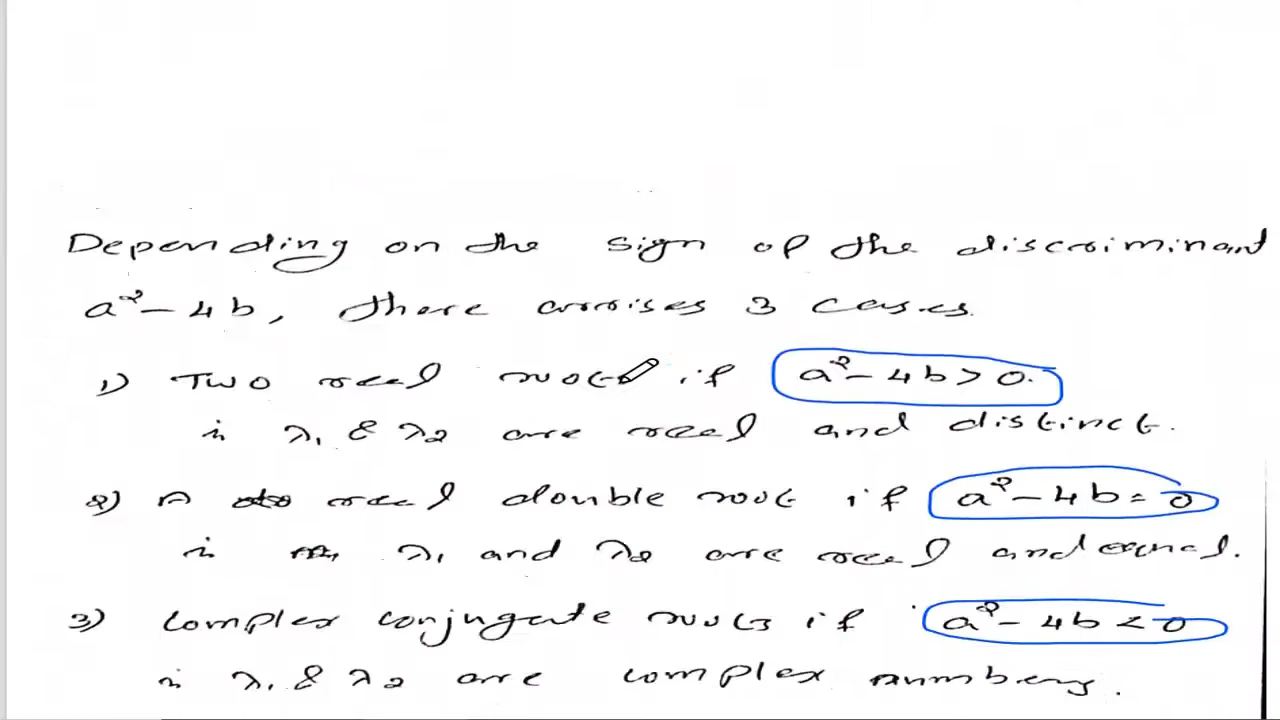 Depending on the sign of the discriminant
a² - 4b, there arises 3 cases.
1) Two real roots if a² - 4b > 0.
λ₁ & λ₂ are real and distinct.
2) A real double root if a² - 4b = 0
λ₁ and λ₂ are real and equal.
3) complex conjugate roots if a² - 4b < 0
λ₁ & λ₂ are complex numbers.